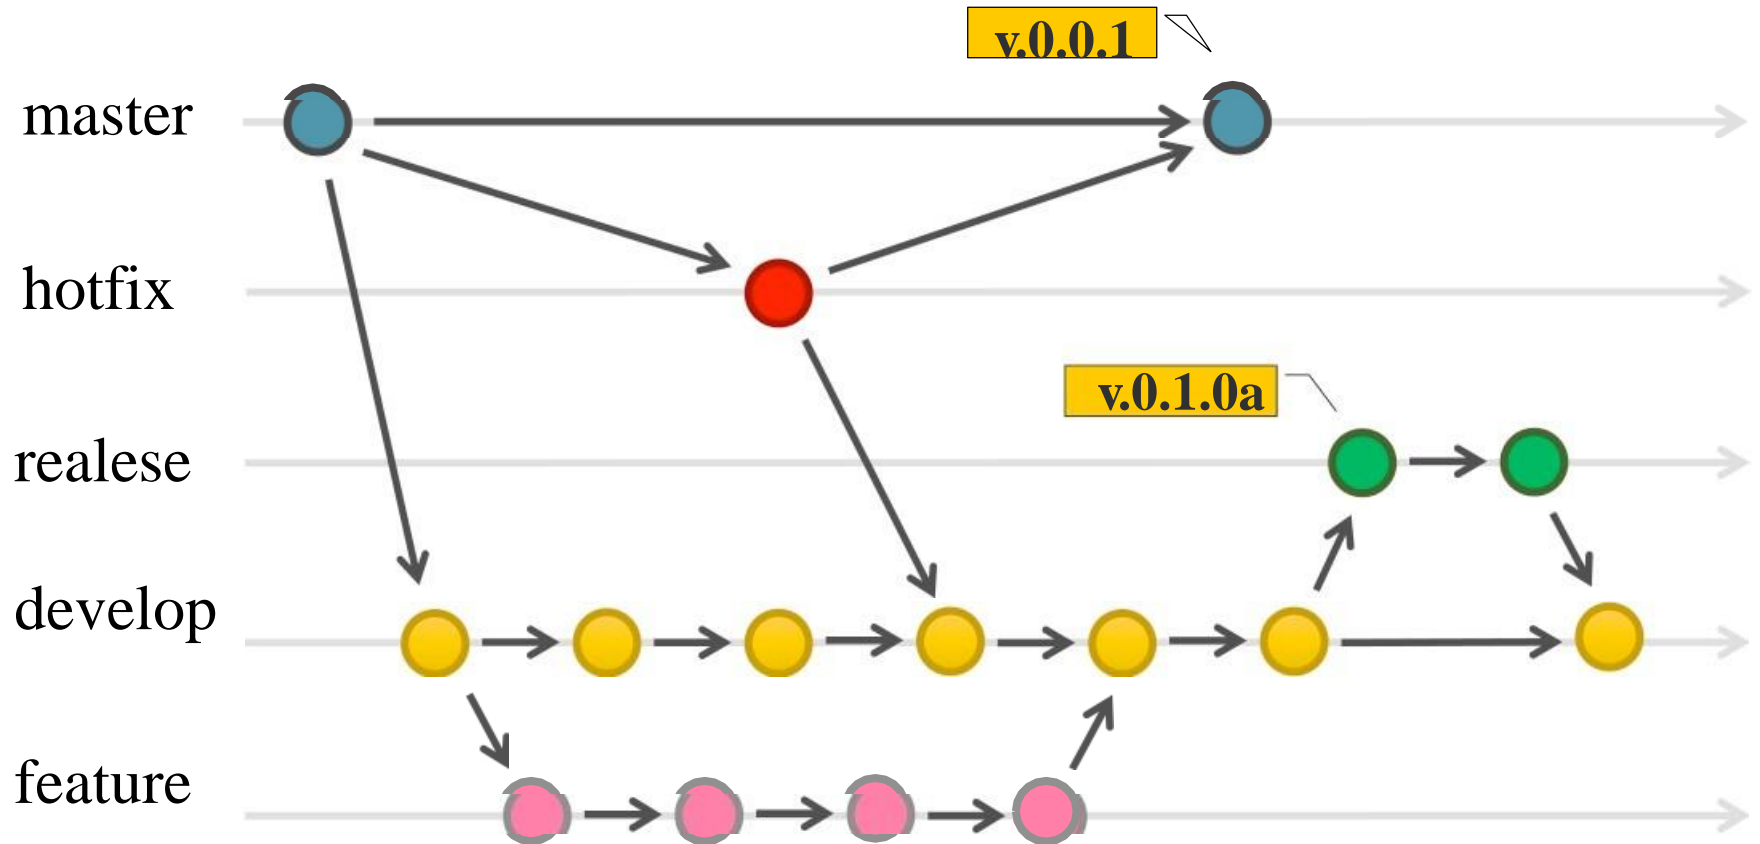 v.0.0.1
master
hotfix
v.0.1.0a
realese
develop
feature